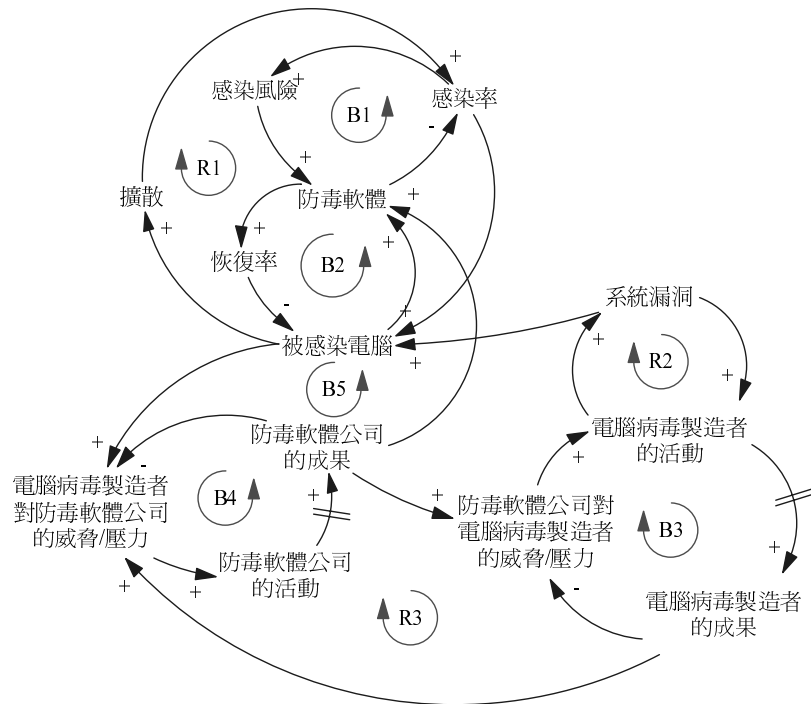 +
感染風險
+
感染率
B1
-
+
R1
擴散
+
防毒軟體
+
+
恢復率
+
B2
+
-
+
系統漏洞
被感染電腦
+
+
R2
B5
+
防毒軟體公司
的成果
電腦病毒製造者
的活動
+
-
+
電腦病毒製造者
對防毒軟體公司
的威脅/壓力
B4
+
+
防毒軟體公司對
電腦病毒製造者
的威脅/壓力
B3
+
防毒軟體公司
的活動
+
+
-
電腦病毒製造者
的成果
R3